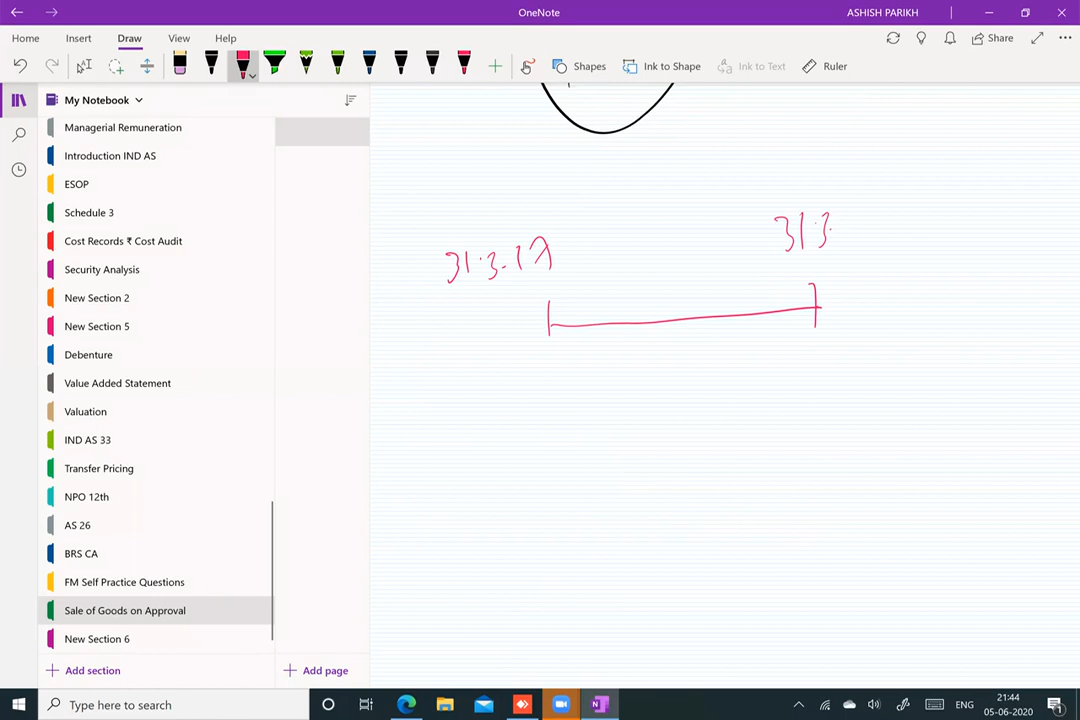 OneNote
ASHISH PARIKH
Home Insert Draw View Help
Share
Shapes Ink to Shape Ink to Text Ruler
My Notebook
Managerial Remuneration
Introduction IND AS
ESOP
Schedule 3
Cost Records ₹ Cost Audit
Security Analysis
New Section 2
New Section 5
Debenture
Value Added Statement
Valuation
IND AS 33
Transfer Pricing
NPO 12th
AS 26
BRS CA
FM Self Practice Questions
Sale of Goods on Approval
New Section 6
Add section Add page
31.3.
31.3.
Type here to search
ENG
21:44
05-06-2020